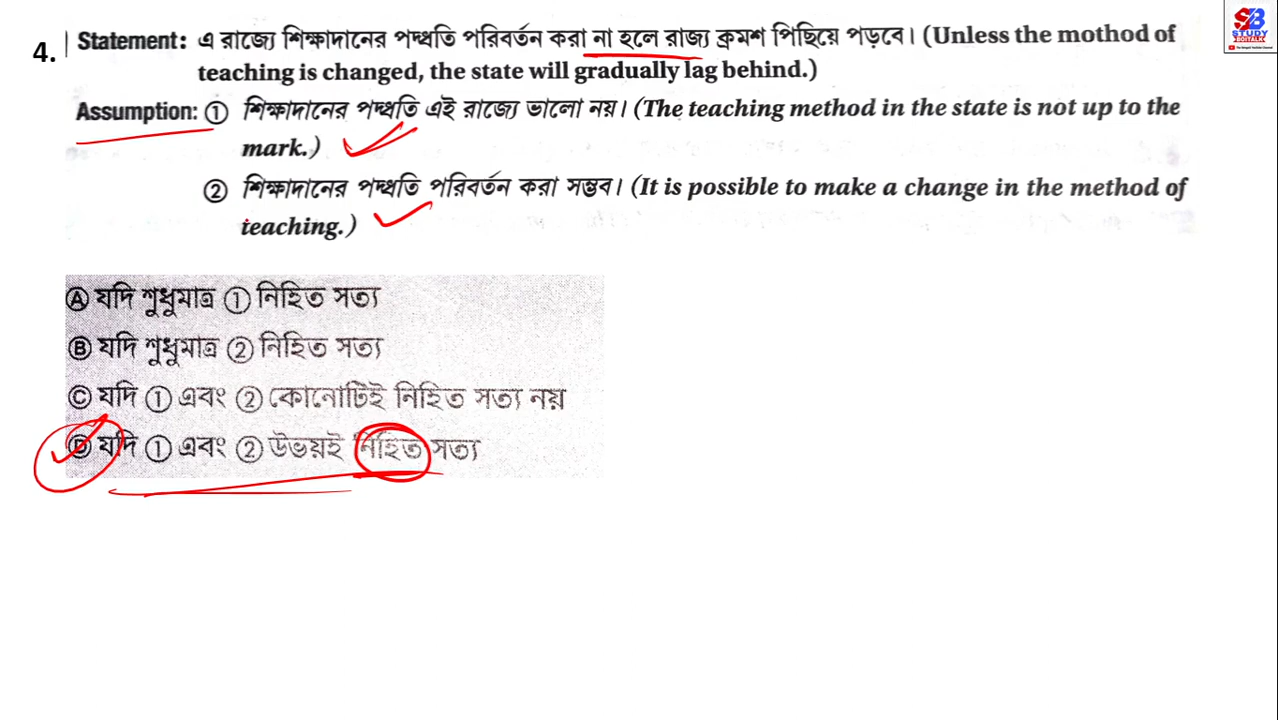 SB
STUDY
BOSTALK
4. Statement: এ রাজ্যে শিক্ষাদানের পদ্ধতি পরিবর্তন করা না হলে রাজ্য ক্রমশ পিছিয়ে পড়বে। (Unless the mothod of
teaching is changed, the state will gradually lag behind.)
Assumption: ① শিক্ষাদানের পদ্ধতি এই রাজ্যে ভালো নয়। (The teaching method in the state is not up to the
mark.)
② শিক্ষাদানের পদ্ধতি পরিবর্তন করা সম্ভব। (It is possible to make a change in the method of
teaching.)
Ⓐ যদি শুধুমাত্র ① নিহিত সত্য
Ⓑ যদি শুধুমাত্র ② নিহিত সত্য
Ⓒ যদি ① এবং ② কোনোটিই নিহিত সত্য নয়
Ⓓ যদি ① এবং ② উভয়ই নিহিত সত্য